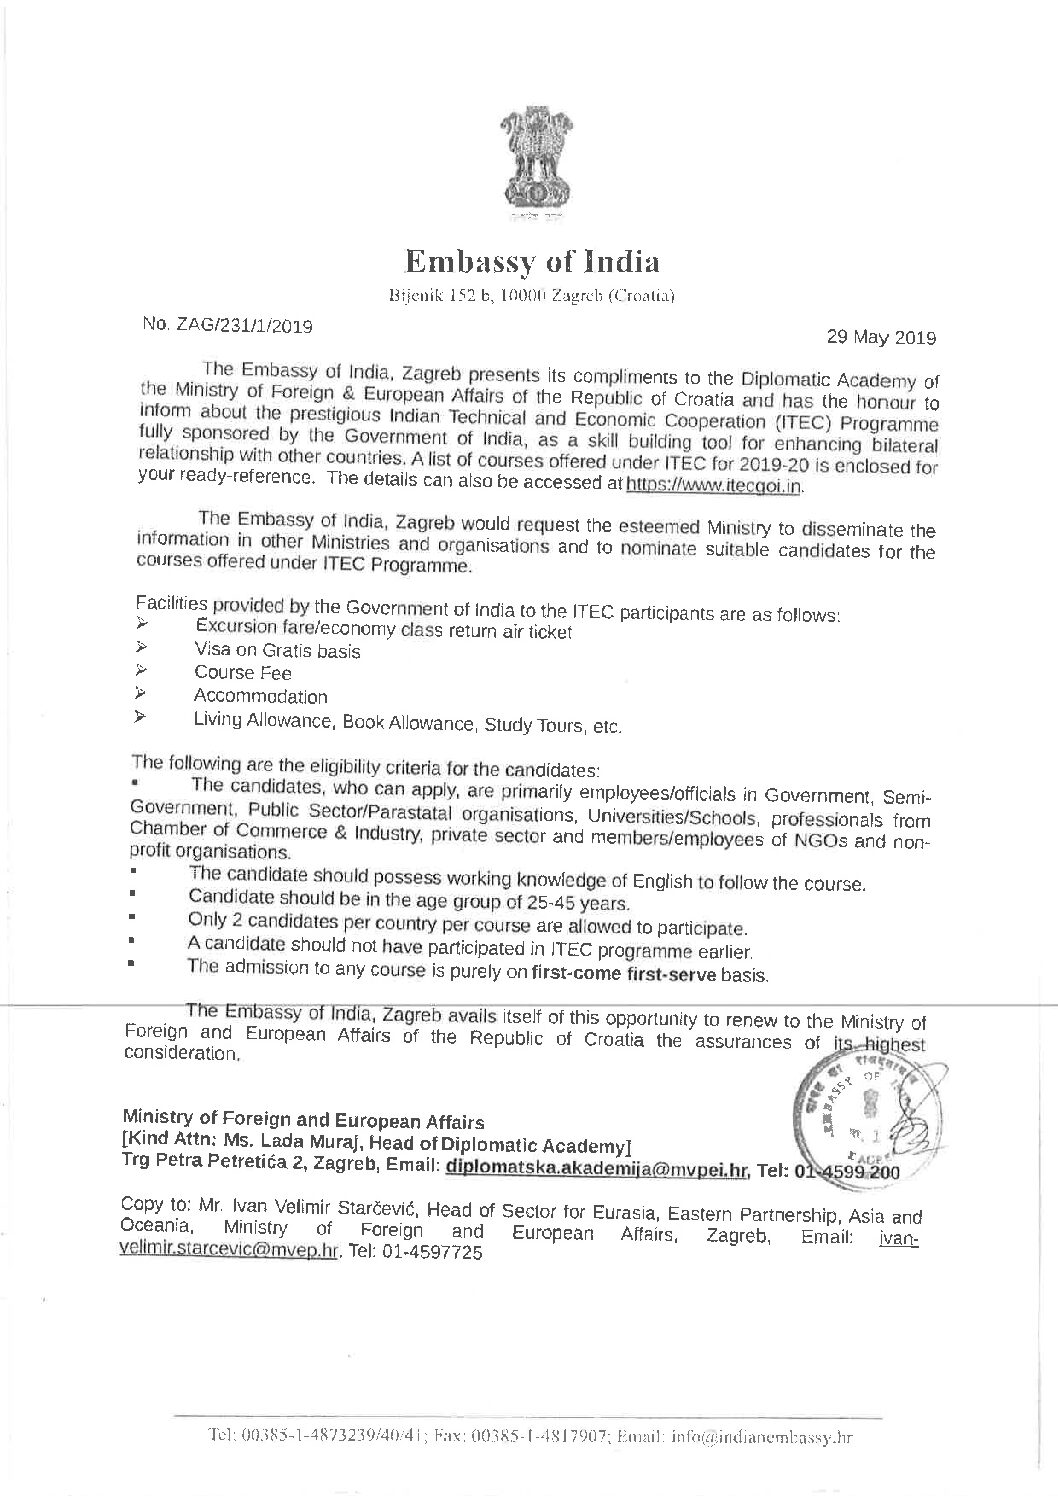 Embassy of India
Bijenik 152 b, 10000 Zagreb (Croatia)
No. ZAG/231/1/2019
29 May 2019
The Embassy of India, Zagreb presents its compliments to the Diplomatic Academy of
the Ministry of Foreign & European Affairs of the Republic of Croatia and has the honour to
inform about the prestigious Indian Technical and Economic Cooperation (ITEC) Programme
fully sponsored by the Government of India, as a skill building tool for enhancing bilateral
relationship with other countries. A list of courses offered under ITEC for 2019-20 is enclosed for
your ready-reference. The details can also be accessed at https://www.itecgoi.in.
The Embassy of India, Zagreb would request the esteemed Ministry to disseminate the
information in other Ministries and organisations and to nominate suitable candidates for the
courses offered under ITEC Programme.
Facilities provided by the Government of India to the ITEC participants are as follows:
➢ Excursion fare/economy class return air ticket
➢ Visa on Gratis basis
➢ Course Fee
➢ Accommodation
➢ Living Allowance, Book Allowance, Study Tours, etc.
The following are the eligibility criteria for the candidates:
▪ The candidates, who can apply, are primarily employees/officials in Government, Semi-
Government, Public Sector/Parastatal organisations, Universities/Schools, professionals from
Chamber of Commerce & Industry, private sector and members/employees of NGOs and non-
profit organisations.
▪ The candidate should possess working knowledge of English to follow the course.
▪ Candidate should be in the age group of 25-45 years.
▪ Only 2 candidates per country per course are allowed to participate.
▪ A candidate should not have participated in ITEC programme earlier.
▪ The admission to any course is purely on first-come first-serve basis.
The Embassy of India, Zagreb avails itself of this opportunity to renew to the Ministry of
Foreign and European Affairs of the Republic of Croatia the assurances of its highest
consideration.
EMBASSY OF
Ministry of Foreign and European Affairs
[Kind Attn: Ms. Lada Muraj, Head of Diplomatic Academy]
Trg Petra Petretića 2, Zagreb, Email: diplomatska.akademija@mvpei.hr, Tel: 01-4599 200
Copy to: Mr. Ivan Velimir Starčević, Head of Sector for Eurasia, Eastern Partnership, Asia and
Oceania, Ministry of Foreign and European Affairs, Zagreb, Email: ivan-
velimir.starcevic@mvep.hr. Tel: 01-4597725
Tel: 00385-1-4873239/40/41; Fax: 00385-1-4817907; Email: info@indianembassy.hr